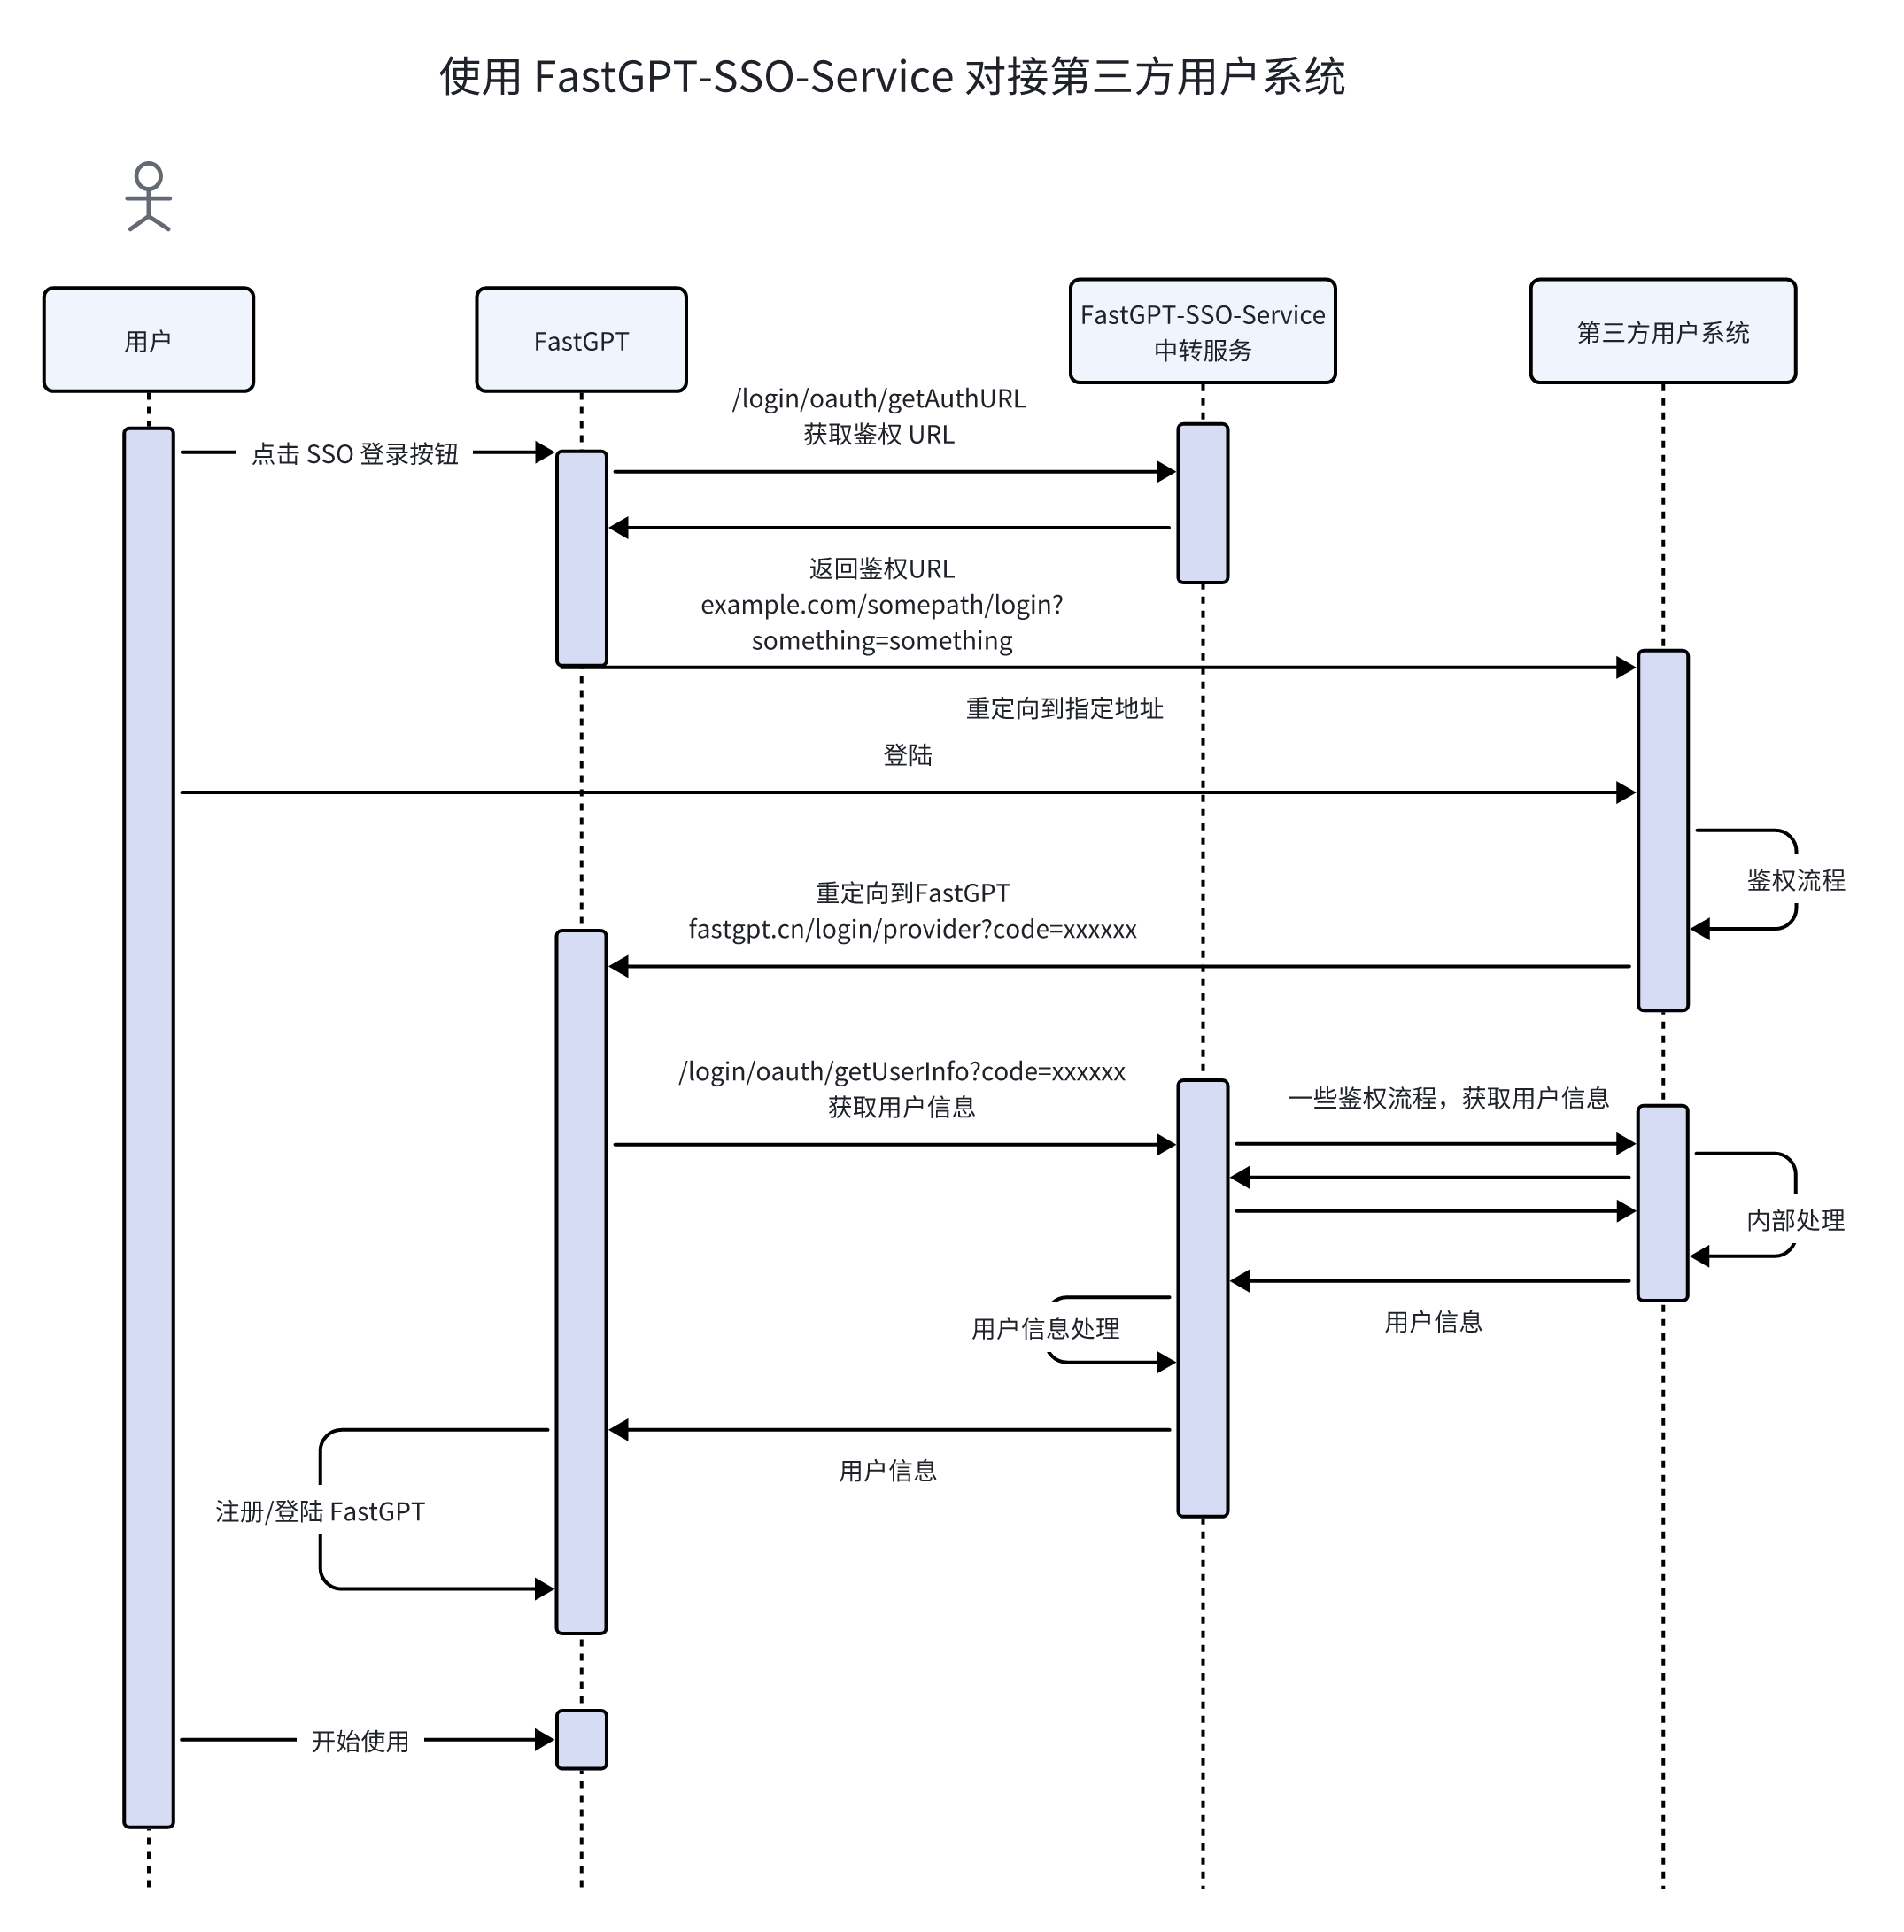 使用 FastGPT-SSO-Service 对接第三方用户系统
用户
FastGPT
FastGPT-SSO-Service
中转服务
第三方用户系统
/login/oauth/getAuthURL
获取鉴权 URL
点击 SSO 登录按钮
返回鉴权URL
example.com/somepath/login?
something=something
重定向到指定地址
登陆
鉴权流程
重定向到FastGPT
fastgpt.cn/login/provider?code=xxxxxx
/login/oauth/getUserInfo?code=xxxxxx
获取用户信息
一些鉴权流程，获取用户信息
内部处理
用户信息
用户信息处理
用户信息
注册/登陆 FastGPT
开始使用